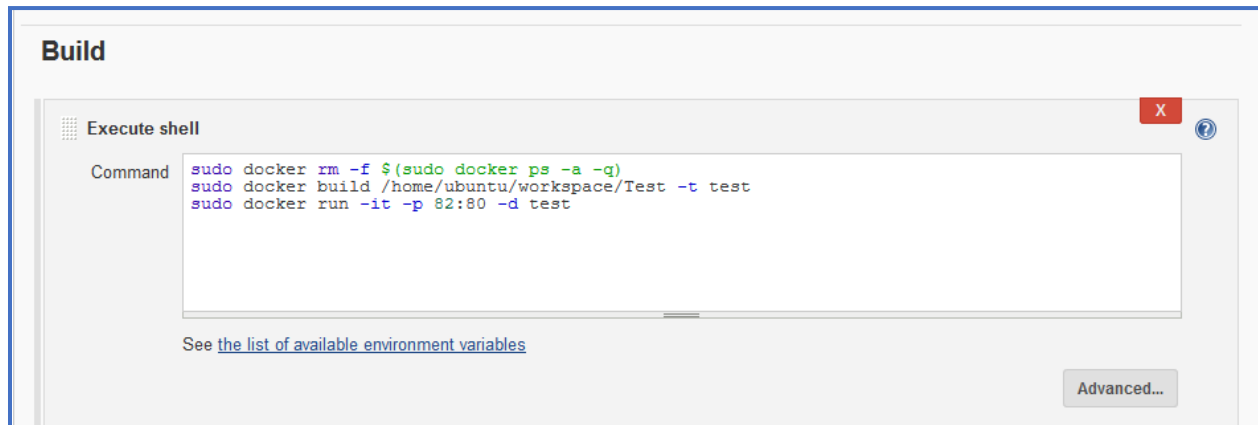 Build
Execute shell
X
Command
sudo docker rm -f $(sudo docker ps -a -q)
sudo docker build /home/ubuntu/workspace/Test -t test
sudo docker run -it -p 82:80 -d test
See the list of available environment variables
Advanced...